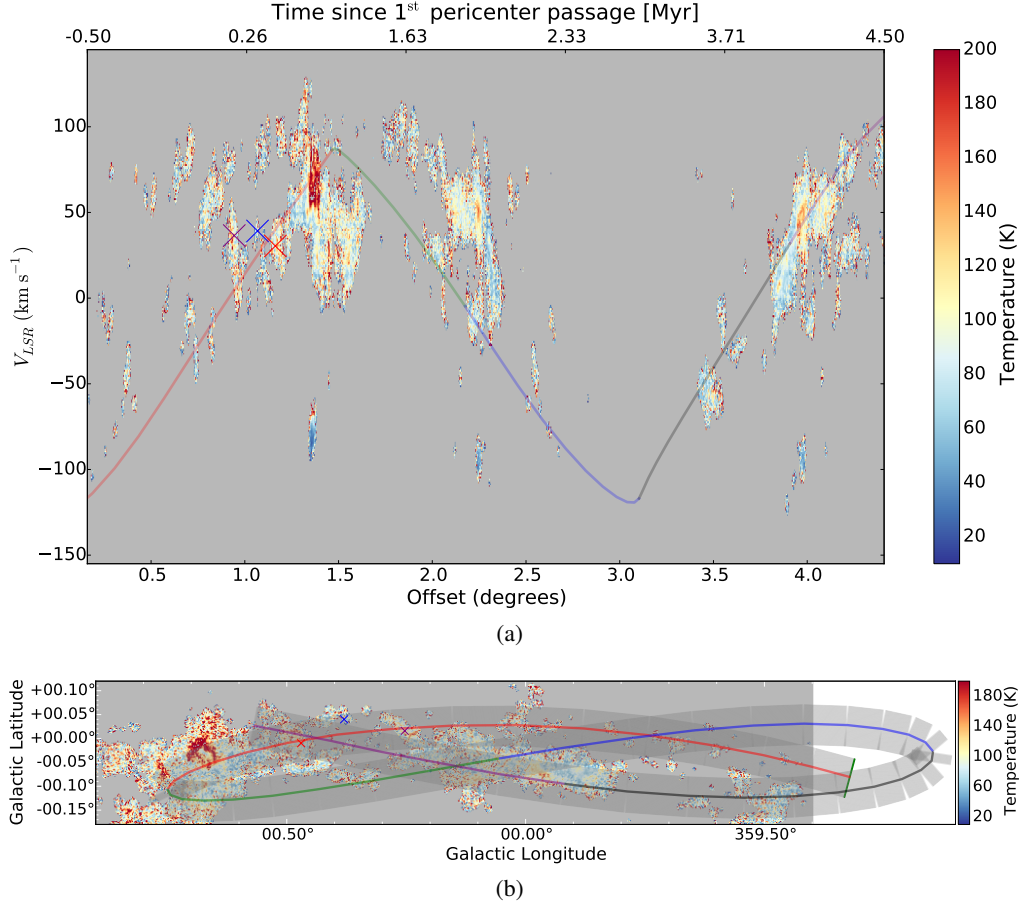 Time since 1st pericenter passage [Myr]
-0.50 0.26 1.63 2.33 3.71 4.50
200
180
160
140
120
100
80
60
40
20
Temperature (K)
100
50
0
−50
−100
−150
V_LSR (km s−1)
0.5 1.0 1.5 2.0 2.5 3.0 3.5 4.0
Offset (degrees)
(a)
+00.10°
+00.05°
+00.00°
-00.05°
-00.10°
-00.15°
Galactic Latitude
00.50° 00.00° 359.50°
Galactic Longitude
180
140
100
60
20
Temperature (K)
(b)